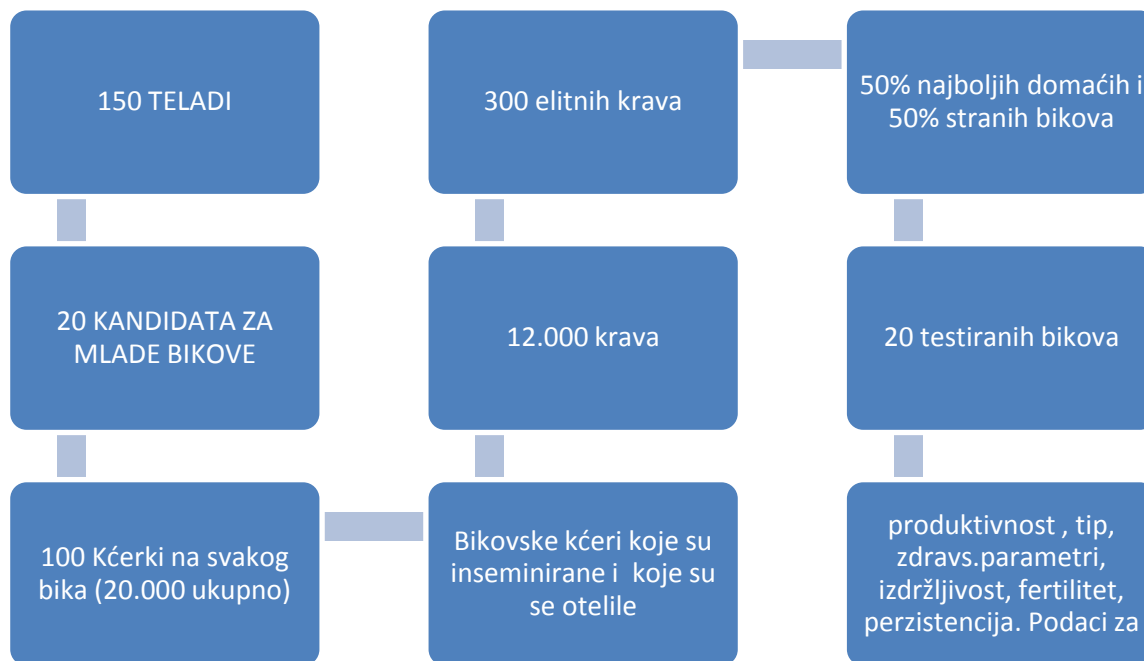 150 TELADI
20 KANDIDATA ZA
MLADE BIKOVE
100 Kćerki na svakog
bika (20.000 ukupno)
Bikovske kćeri koje su
inseminirane i  koje su
se otelile
12.000 krava
300 elitnih krava
50% najboljih domaćih i
50% stranih bikova
20 testiranih bikova
produktivnost , tip,
zdravs.parametri,
izdržljivost, fertilitet,
perzistencija. Podaci za